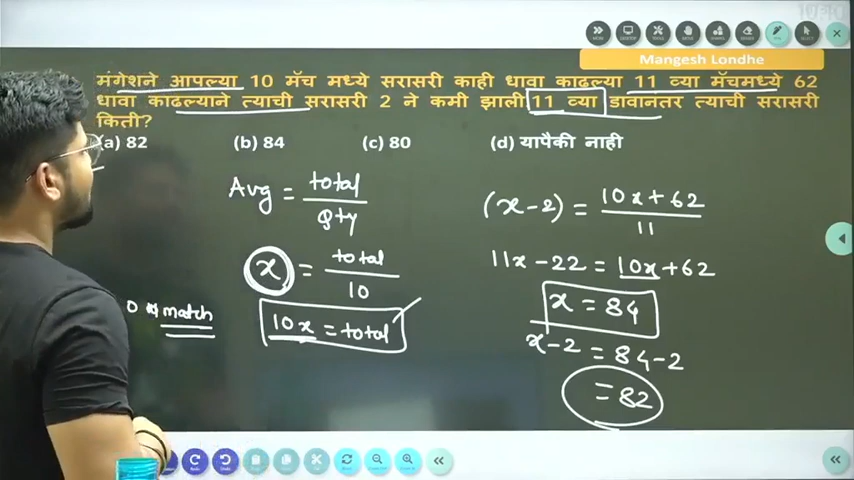 Mangesh Londhe
मंगेशने आपल्या 10 मॅच मध्ये सरासरी काही धावा काढल्या 11 व्या मॅचमध्ये 62
धावा काढल्याने त्याची सरासरी 2 ने कमी झाली 11 व्या डावानंतर त्याची सरासरी
किती?
(a) 82 (b) 84 (c) 80 (d) यापैकी नाही
Avg = total / Qty
x = total / 10
10x = total
match
(x-2) = 10x+62 / 11
11x-22 = 10x+62
x = 84
x-2 = 84-2
= 82